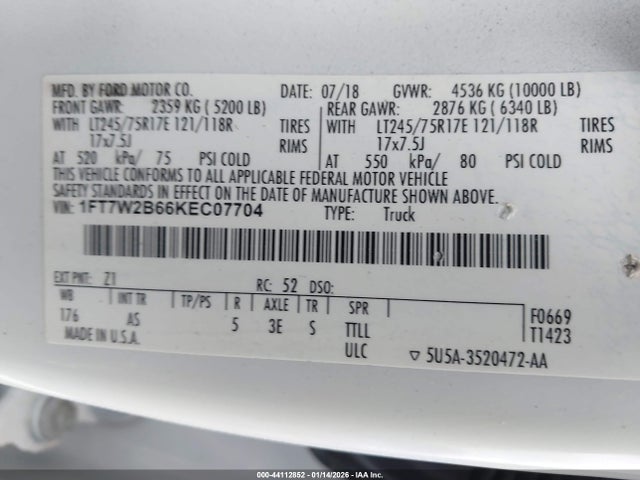 MFD. BY FORD MOTOR CO. DATE: 07/18 GVWR: 4536 KG (10000 LB)
FRONT GAWR: 2359 KG ( 5200 LB) REAR GAWR: 2876 KG ( 6340 LB)
WITH LT245/75R17E 121/118R TIRES WITH LT245/75R17E 121/118R TIRES
17x7.5J RIMS 17x7.5J RIMS
AT 520 kPa/ 75 PSI COLD AT 550 kPa/ 80 PSI COLD
THIS VEHICLE CONFORMS TO ALL APPLICABLE FEDERAL MOTOR VEHICLE
SAFETY STANDARDS IN EFFECT ON THE DATE OF MANUFACTURE SHOWN ABOVE.
VIN: 1FT7W2B66KEC07704 TYPE: Truck
EXT PNT: Z1 RC: 52 DSO:
WB INT TR TP/PS R AXLE TR SPR F0669
176 AS 5 3E S TTLL T1423
MADE IN U.S.A. ULC ▽ 5U5A-3520472-AA
000-44112852 | 01/14/2026 - IAA Holdings, LLC